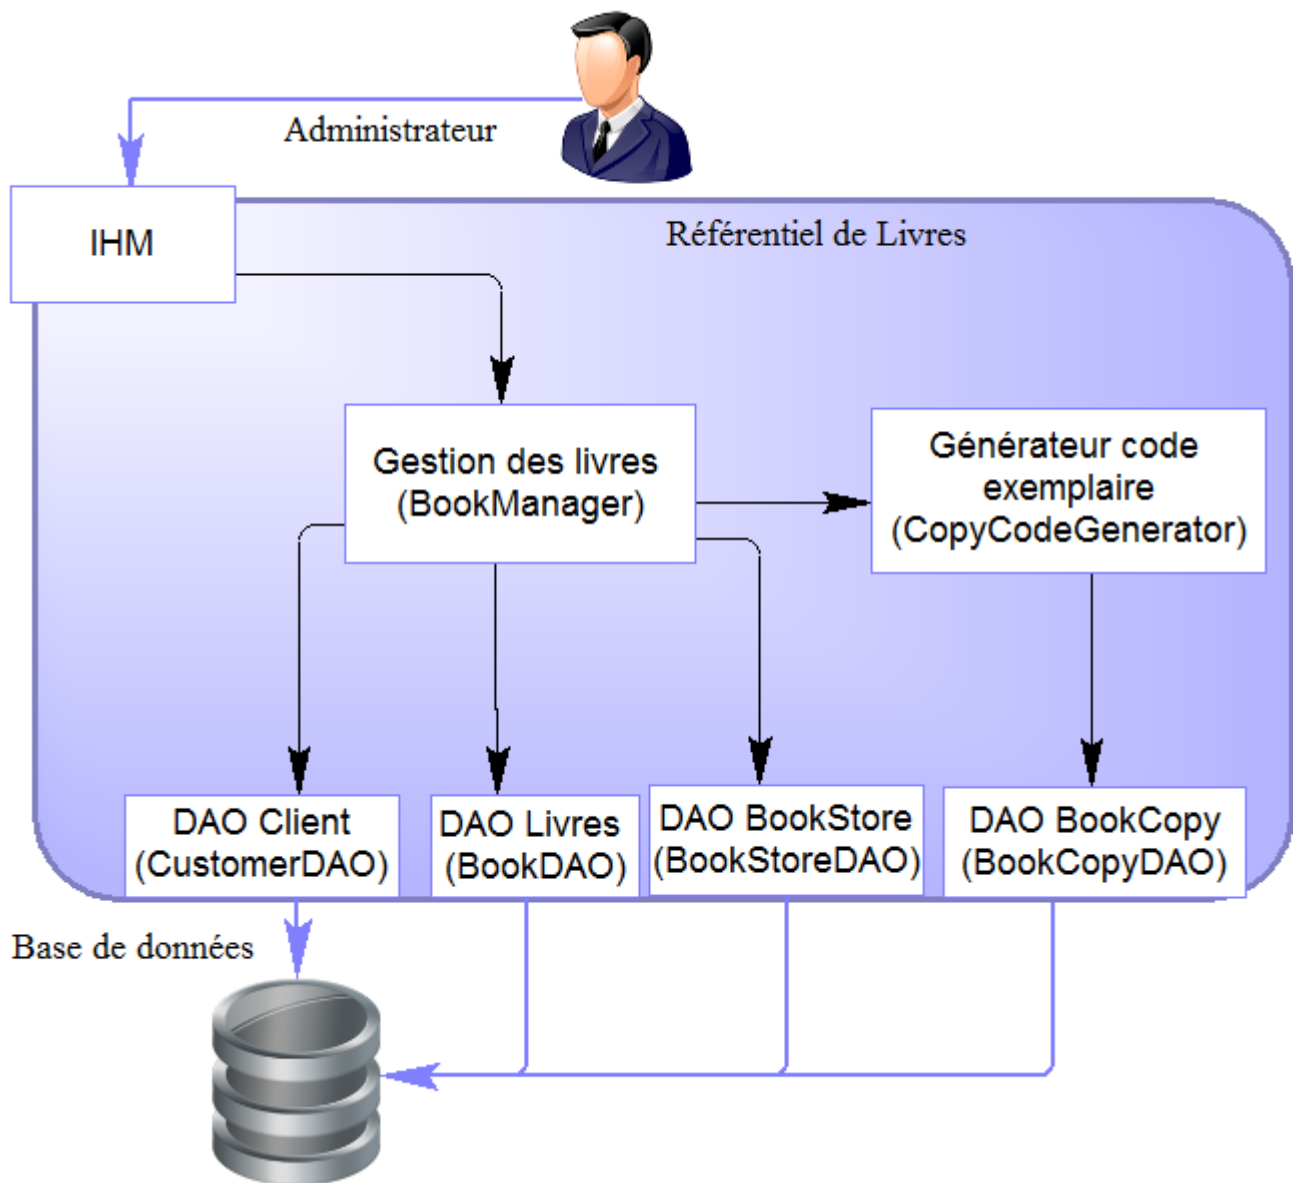 Administrateur
IHM
Référentiel de Livres
Gestion des livres
(BookManager)
Générateur code
exemplaire
(CopyCodeGenerator)
DAO Client
(CustomerDAO)
DAO Livres
(BookDAO)
DAO BookStore
(BookStoreDAO)
DAO BookCopy
(BookCopyDAO)
Base de données